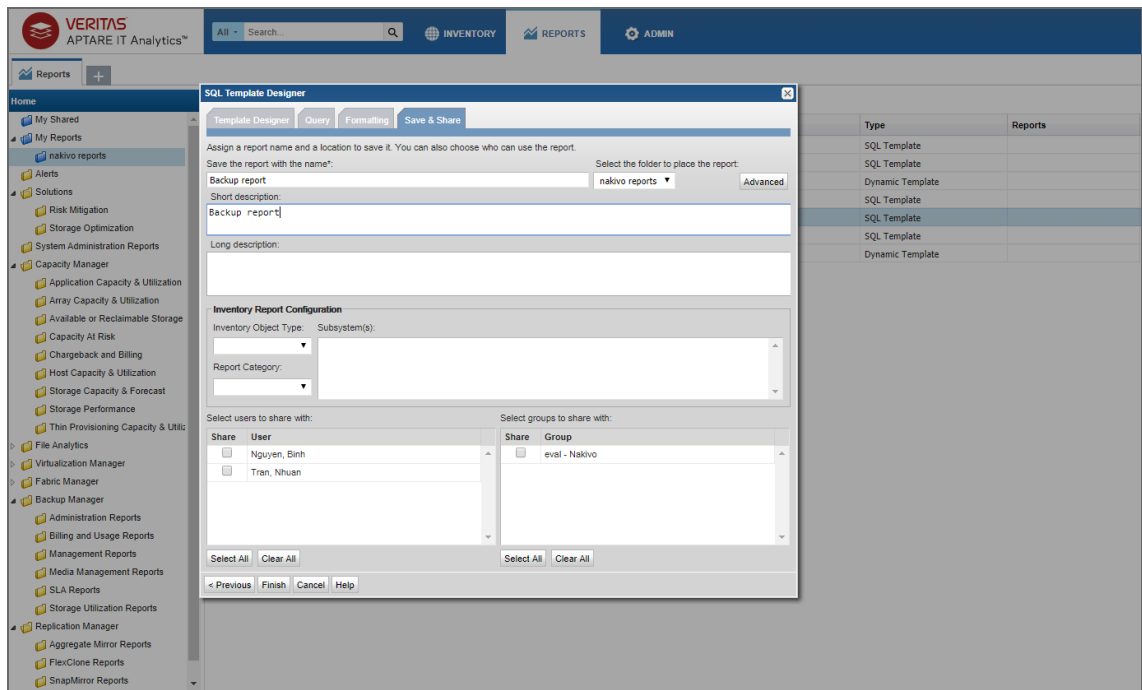 VERITAS
APTARE IT Analytics™
All Search...
INVENTORY
REPORTS
ADMIN
Reports
+
Home
My Shared
My Reports
nakivo reports
Alerts
Solutions
Risk Mitigation
Storage Optimization
System Administration Reports
Capacity Manager
Application Capacity & Utilization
Array Capacity & Utilization
Available or Reclaimable Storage
Capacity At Risk
Chargeback and Billing
Host Capacity & Utilization
Storage Capacity & Forecast
Storage Performance
Thin Provisioning Capacity & Utiliz
File Analytics
Virtualization Manager
Fabric Manager
Backup Manager
Administration Reports
Billing and Usage Reports
Management Reports
Media Management Reports
SLA Reports
Storage Utilization Reports
Replication Manager
Aggregate Mirror Reports
FlexClone Reports
SnapMirror Reports
SQL Template Designer
Template Designer Query Formatting Save & Share
Assign a report name and a location to save it. You can also choose who can use the report.
Save the report with the name*: Select the folder to place the report:
Backup report nakivo reports Advanced
Short description:
Backup report
Long description:
Inventory Report Configuration
Inventory Object Type: Subsystem(s):
Report Category:
Select users to share with: Select groups to share with:
Share User Share Group
Nguyen, Binh eval - Nakivo
Tran, Nhuan
Select All Clear All Select All Clear All
< Previous Finish Cancel Help
Type Reports
SQL Template
SQL Template
Dynamic Template
SQL Template
SQL Template
SQL Template
Dynamic Template